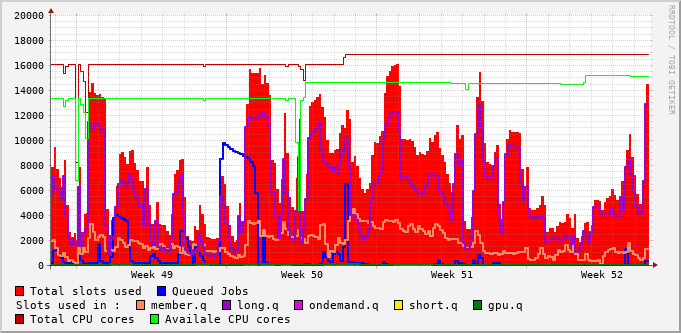 20000
18000
16000
14000
12000
10000
8000
6000
4000
2000
0
Week 49 Week 50 Week 51 Week 52
RRDTOOL / TOBI OETIKER
Total slots used Queued Jobs
Slots used in : member.q long.q ondemand.q short.q gpu.q
Total CPU cores Availale CPU cores